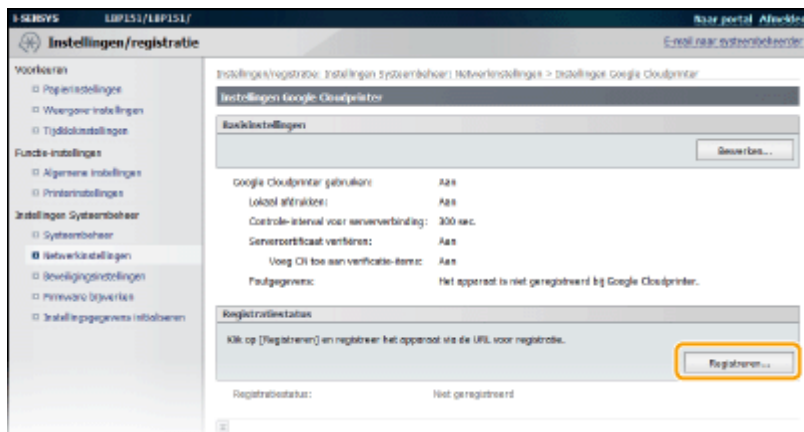 i-SENSYS LBP151/LBP151/ Naar portal Afmelden
Instellingen/registratie E-mail naar systeembeheerder
Voorkeuren
Papierinstellingen
Weergave-instellingen
Tijdklokinstellingen
Functie-instellingen
Algemene instellingen
Printerinstellingen
Instellingen Systeembeheer
Systeembeheer
Netwerkinstellingen
Beveiligingsinstellingen
Firmware bijwerken
Instellingsgegevens initialiseren
Instellingen/registratie: Instellingen Systeembeheer: Netwerkinstellingen > Instellingen Google Cloudprinter
Instellingen Google Cloudprinter
Basisinstellingen
Bewerken...
Google Cloudprinter gebruiken: Aan
Lokaal afdrukken: Aan
Controle-interval voor serververbinding: 300 sec.
Servercertificaat verifiëren: Aan
Voeg CN toe aan verificatie-items: Aan
Foutgegevens: Het apparaat is niet geregistreerd bij Google Cloudprinter.
Registratiestatus
Klik op [Registreren] en registreer het apparaat via de URL voor registratie.
Registreren...
Registratiestatus: Niet geregistreerd